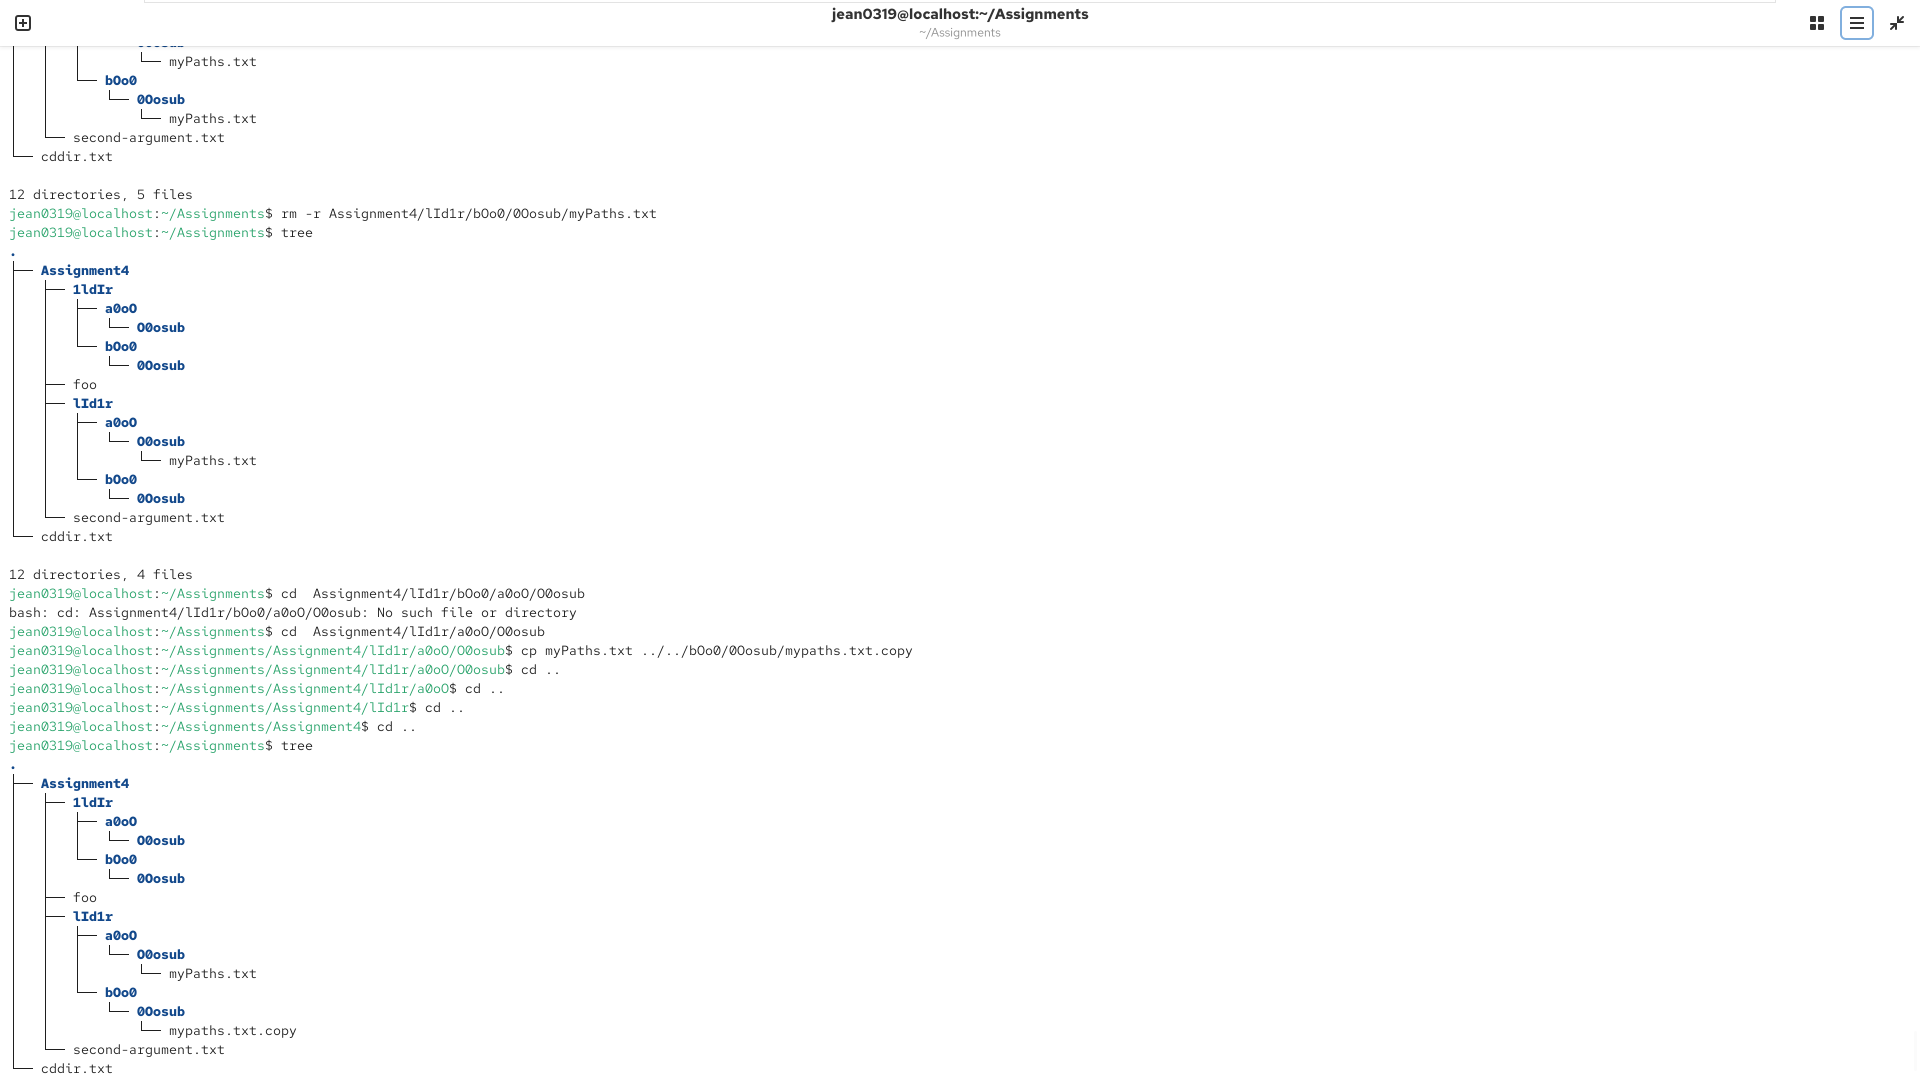 jean0319@localhost:~/Assignments
~/Assignments
│   │   │       └── myPaths.txt
│   │   └── bOo0
│   │       └── 0Oosub
│   │           └── myPaths.txt
│   └── second-argument.txt
└── cddir.txt
12 directories, 5 files
jean0319@localhost:~/Assignments$ rm -r Assignment4/lId1r/bOo0/0Oosub/myPaths.txt
jean0319@localhost:~/Assignments$ tree
.
├── Assignment4
│   ├── 1ldIr
│   │   ├── a0oO
│   │   │   └── O0osub
│   │   └── bOo0
│   │       └── 0Oosub
│   ├── foo
│   ├── lId1r
│   │   ├── a0oO
│   │   │   └── O0osub
│   │   │       └── myPaths.txt
│   │   └── bOo0
│   │       └── 0Oosub
│   └── second-argument.txt
└── cddir.txt
12 directories, 4 files
jean0319@localhost:~/Assignments$ cd  Assignment4/lId1r/bOo0/a0oO/O0osub
bash: cd: Assignment4/lId1r/bOo0/a0oO/O0osub: No such file or directory
jean0319@localhost:~/Assignments$ cd  Assignment4/lId1r/a0oO/O0osub
jean0319@localhost:~/Assignments/Assignment4/lId1r/a0oO/O0osub$ cp myPaths.txt ../../bOo0/0Oosub/mypaths.txt.copy
jean0319@localhost:~/Assignments/Assignment4/lId1r/a0oO/O0osub$ cd ..
jean0319@localhost:~/Assignments/Assignment4/lId1r/a0oO$ cd ..
jean0319@localhost:~/Assignments/Assignment4/lId1r$ cd ..
jean0319@localhost:~/Assignments/Assignment4$ cd ..
jean0319@localhost:~/Assignments$ tree
.
├── Assignment4
│   ├── 1ldIr
│   │   ├── a0oO
│   │   │   └── O0osub
│   │   └── bOo0
│   │       └── 0Oosub
│   ├── foo
│   ├── lId1r
│   │   ├── a0oO
│   │   │   └── O0osub
│   │   │       └── myPaths.txt
│   │   └── bOo0
│   │       └── 0Oosub
│   │           └── mypaths.txt.copy
│   └── second-argument.txt
└── cddir.txt